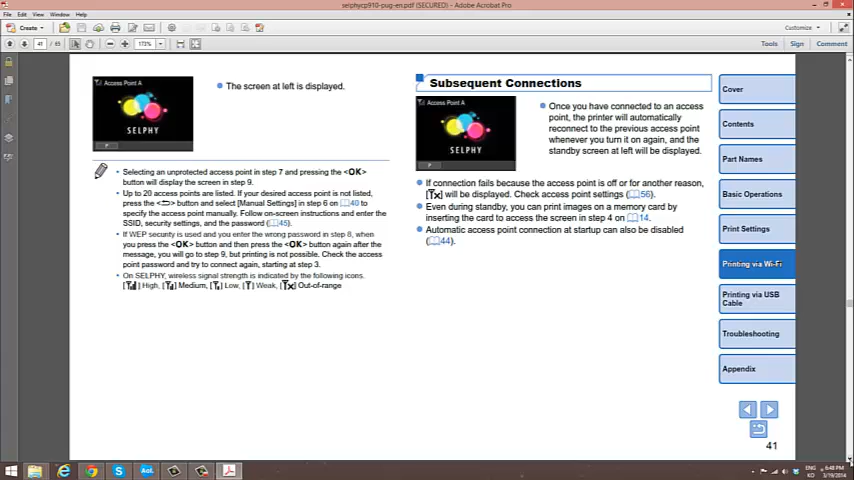 selphycp910-pug-en.pdf (SECURED) - Adobe Acrobat Pro
File Edit View Window Help
Create
Customize
41 / 65
173%
Tools Sign Comment
Access Point A
SELPHY
The screen at left is displayed.
Selecting an unprotected access point in step 7 and pressing the <OK>
button will display the screen in step 9.
Up to 20 access points are listed. If your desired access point is not listed,
press the < > button and select [Manual Settings] in step 6 on 40 to
specify the access point manually. Follow on-screen instructions and enter the
SSID, security settings, and the password ( 45).
If WEP security is used and you enter the wrong password in step 8, when
you press the <OK> button and then press the <OK> button again after the
message, you will go to step 9, but printing is not possible. Check the access
point password and try to connect again, starting at step 3.
On SELPHY, wireless signal strength is indicated by the following icons.
[ ] High, [ ] Medium, [ ] Low, [ ] Weak, [ ] Out-of-range
Subsequent Connections
Access Point A
SELPHY
Once you have connected to an access
point, the printer will automatically
reconnect to the previous access point
whenever you turn it on again, and the
standby screen at left will be displayed.
If connection fails because the access point is off or for another reason,
[ ] will be displayed. Check access point settings ( 56).
Even during standby, you can print images on a memory card by
inserting the card to access the screen in step 4 on 14.
Automatic access point connection at startup can also be disabled
( 44).
Cover
Contents
Part Names
Basic Operations
Print Settings
Printing via Wi-Fi
Printing via USB
Cable
Troubleshooting
Appendix
41
Aol.
ENG
KO
6:48 PM
3/19/2014